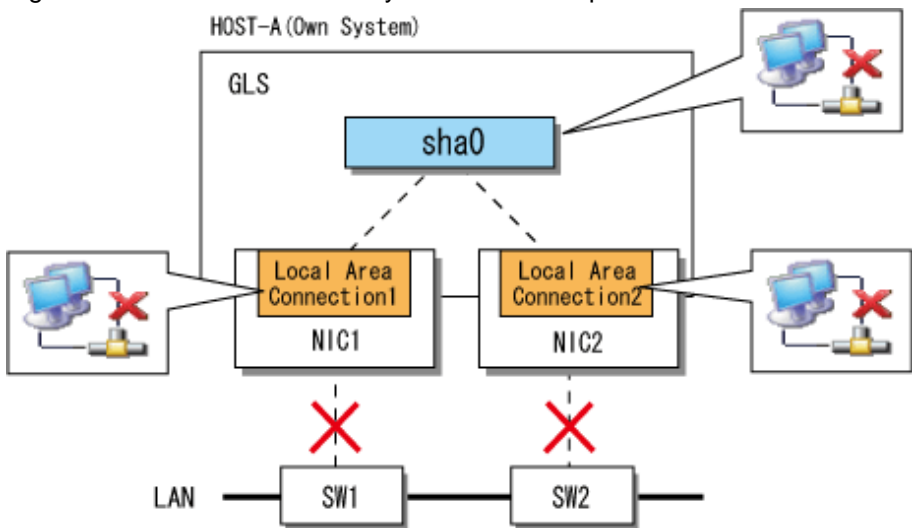 HOST-A(Own System)
GLS
sha0
Local Area
Connection1
Local Area
Connection2
NIC1
NIC2
LAN
SW1
SW2